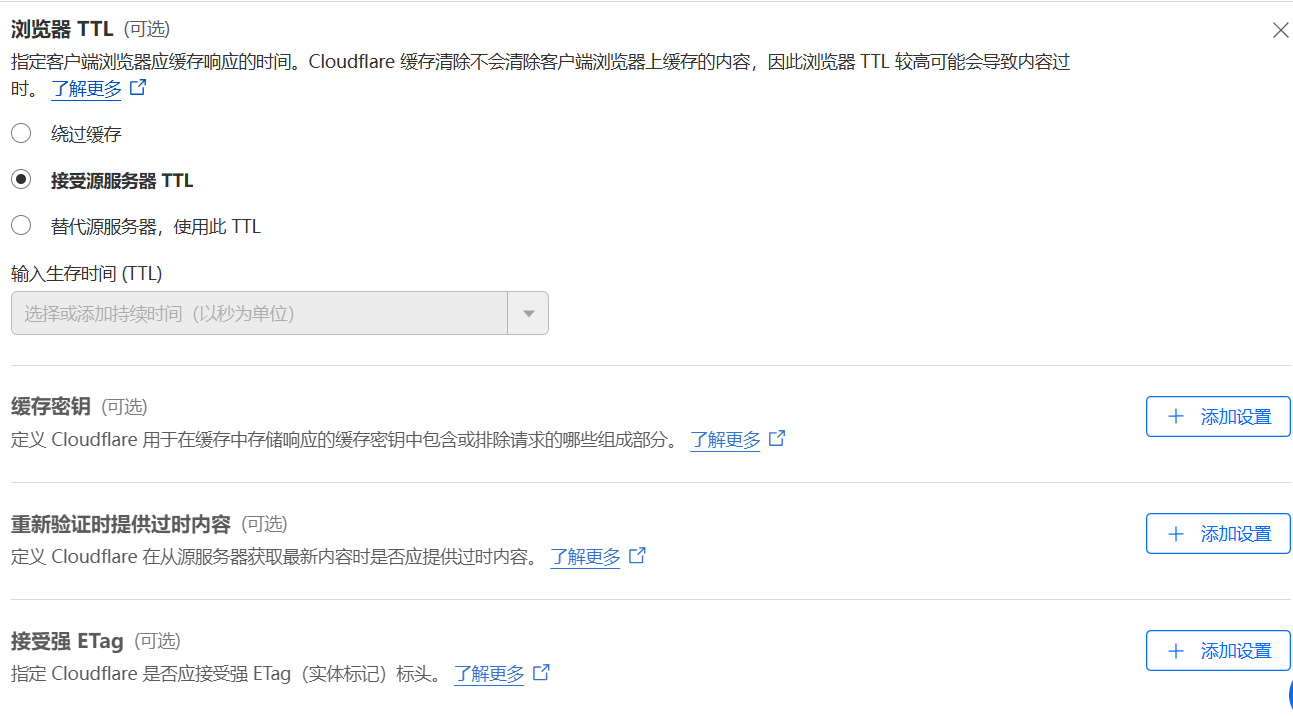 浏览器 TTL (可选)
指定客户端浏览器应缓存响应的时间。Cloudflare 缓存清除不会清除客户端浏览器上缓存的内容，因此浏览器 TTL 较高可能会导致内容过
时。 了解更多
绕过缓存
接受源服务器 TTL
替代源服务器，使用此 TTL
输入生存时间 (TTL)
选择或添加持续时间（以秒为单位）
缓存密钥 (可选)
定义 Cloudflare 用于在缓存中存储响应的缓存密钥中包含或排除请求的哪些组成部分。 了解更多
添加设置
重新验证时提供过时内容 (可选)
定义 Cloudflare 在从源服务器获取最新内容时是否应提供过时内容。 了解更多
添加设置
接受强 ETag (可选)
指定 Cloudflare 是否应接受强 ETag（实体标记）标头。 了解更多
添加设置